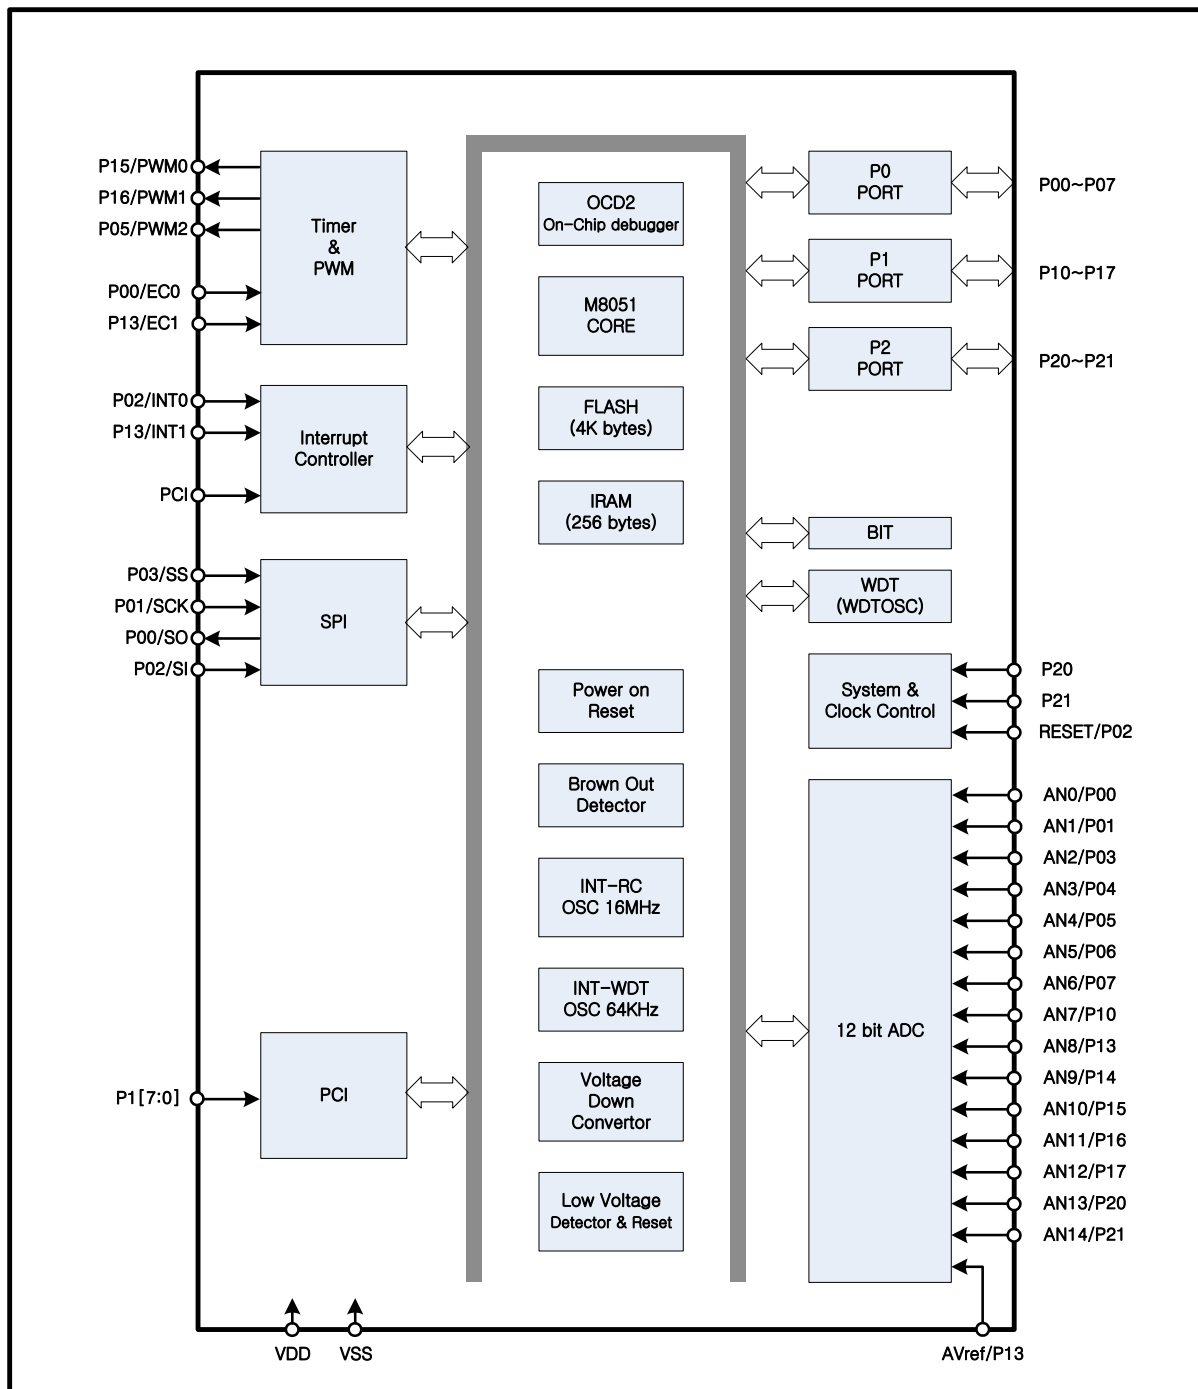 P15/PWM0
P16/PWM1
P05/PWM2
P00/EC0
P13/EC1
Timer
&
PWM
P02/INT0
P13/INT1
PCI
Interrupt
Controller
P03/SS
P01/SCK
P00/SO
P02/SI
SPI
P1[7:0]
PCI
OCD2
On-Chip debugger
M8051
CORE
FLASH
(4K bytes)
IRAM
(256 bytes)
Power on
Reset
Brown Out
Detector
INT-RC
OSC 16MHz
INT-WDT
OSC 64KHz
Voltage
Down
Convertor
Low Voltage
Detector & Reset
P0
PORT
P00~P07
P1
PORT
P10~P17
P2
PORT
P20~P21
BIT
WDT
(WDTOSC)
System &
Clock Control
P20
P21
RESET/P02
12 bit ADC
AN0/P00
AN1/P01
AN2/P03
AN3/P04
AN4/P05
AN5/P06
AN6/P07
AN7/P10
AN8/P13
AN9/P14
AN10/P15
AN11/P16
AN12/P17
AN13/P20
AN14/P21
VDD
VSS
AVref/P13